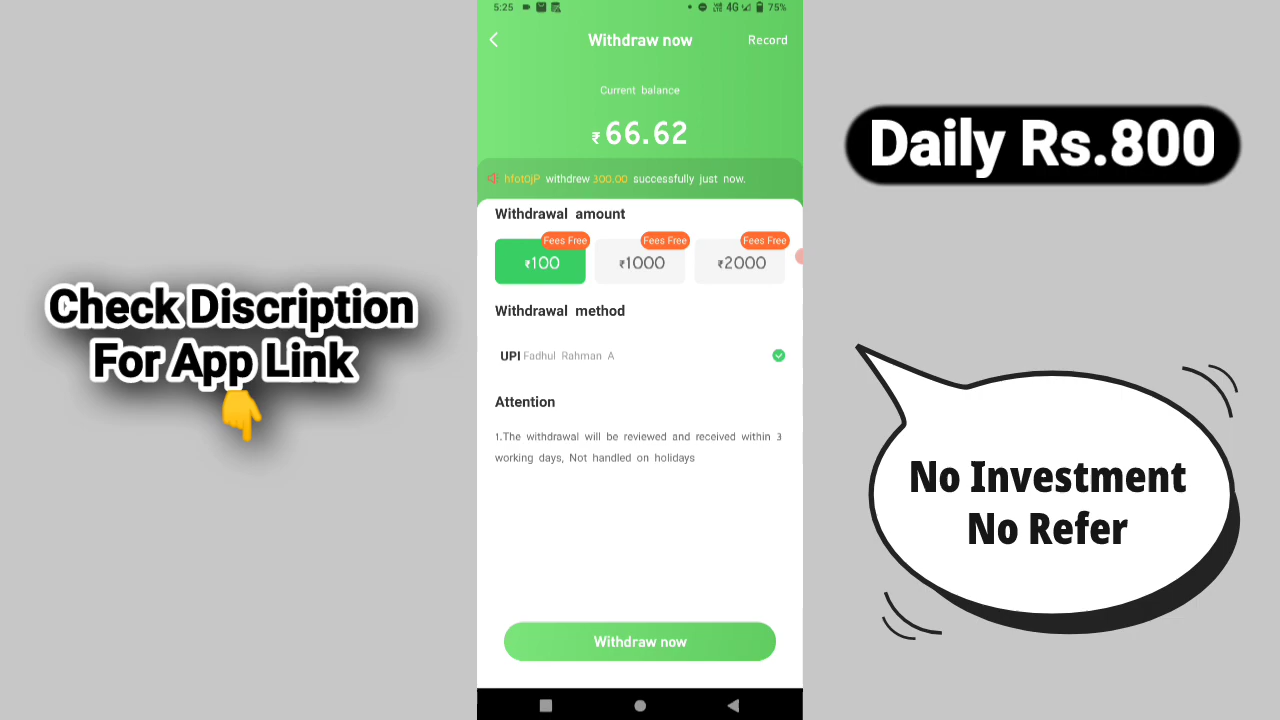 Check Discription
For App Link
5:25
4G
75%
Withdraw now
Record
Current balance
₹66.62
hfot0jP withdrew 300.00 successfully just now.
Withdrawal amount
Fees Free
Fees Free
Fees Free
₹100
₹1000
₹2000
Withdrawal method
UPI Fadhul Rahman A
Attention
1.The withdrawal will be reviewed and received within 3
working days, Not handled on holidays
Withdraw now
Daily Rs.800
No Investment
No Refer